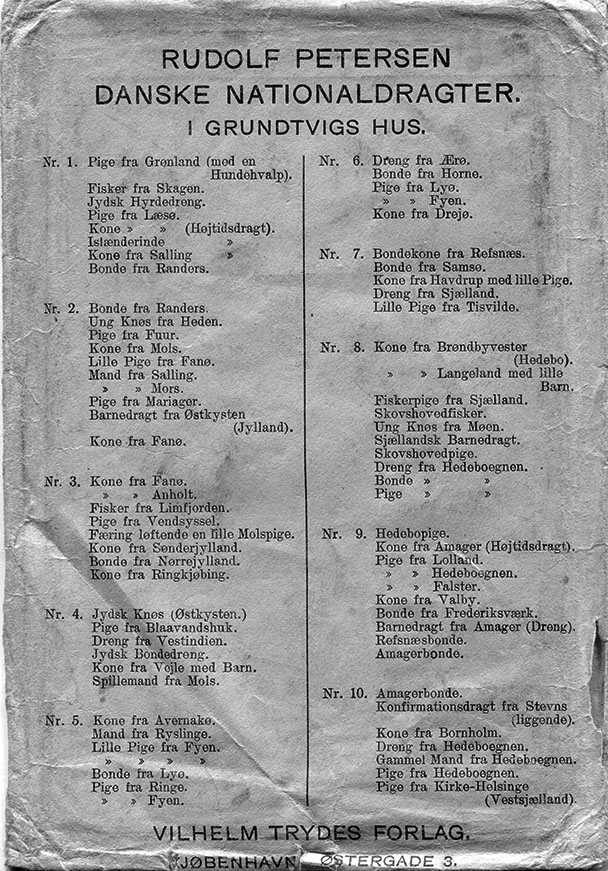 RUDOLF PETERSEN
DANSKE NATIONALDRAGTER.
I GRUNDTVIGS HUS.
Nr. 1. Pige fra Grønland (med en
Hundehvalp).
Fisker fra Skagen.
Jydsk Hyrdedreng.
Pige fra Læsø.
Kone » » (Højtidsdragt).
Islænderinde »
Kone fra Salling »
Bonde fra Randers.
Nr. 2. Bonde fra Randers.
Ung Knøs fra Heden.
Pige fra Fuur.
Kone fra Mols.
Lille Pige fra Fanø.
Mand fra Salling.
» » Mors.
Pige fra Mariager.
Barnedragt fra Østkysten
(Jylland).
Kone fra Fanø.
Nr. 3. Kone fra Fanø.
» » Anholt.
Fisker fra Limfjorden.
Pige fra Vendsyssel.
Færing løftende en lille Molspige.
Kone fra Sønderjylland.
Bonde fra Nørrejylland.
Kone fra Ringkjøbing.
Nr. 4. Jydsk Knøs (Østkysten.)
Pige fra Blaavandshuk.
Dreng fra Vestindien.
Jydsk Bondedreng.
Kone fra Vejle med Barn.
Spillemand fra Mols.
Nr. 5. Kone fra Avernakø.
Mand fra Ryslinge.
Lille Pige fra Fyen.
» » » »
Bonde fra Lyø.
Pige fra Ringe.
» » Fyen.
Nr. 6. Dreng fra Ærø.
Bonde fra Horne.
Pige fra Lyø.
» » Fyen.
Kone fra Drejø.
Nr. 7. Bondekone fra Refsnæs.
Bonde fra Samsø.
Kone fra Havdrup med lille Pige.
Dreng fra Sjælland.
Lille Pige fra Tisvilde.
Nr. 8. Kone fra Brøndbyvester
(Hedebo).
» » Langeland med lille
Barn.
Fiskerpige fra Sjælland.
Skovshovedfisker.
Ung Knøs fra Møen.
Sjællandsk Barnedragt.
Skovshovedpige.
Dreng fra Hedeboegnen.
Bonde » »
Pige » »
Nr. 9. Hedebopige.
Kone fra Amager (Højtidsdragt).
Pige fra Lolland.
» » Hedeboegnen.
» » Falster.
Kone fra Valby.
Bonde fra Frederiksværk.
Barnedragt fra Amager (Dreng).
Refsnæsbonde.
Amagerbonde.
Nr. 10. Amagerbonde.
Konfirmationsdragt fra Stevns
(liggende).
Kone fra Bornholm.
Dreng fra Hedeboegnen.
Gammel Mand fra Hedeboegnen.
Pige fra Hedeboegnen.
Pige fra Kirke-Helsinge
(Vestsjælland).
VILHELM TRYDES FORLAG.
KJØBENHAVN ØSTERGADE 3.